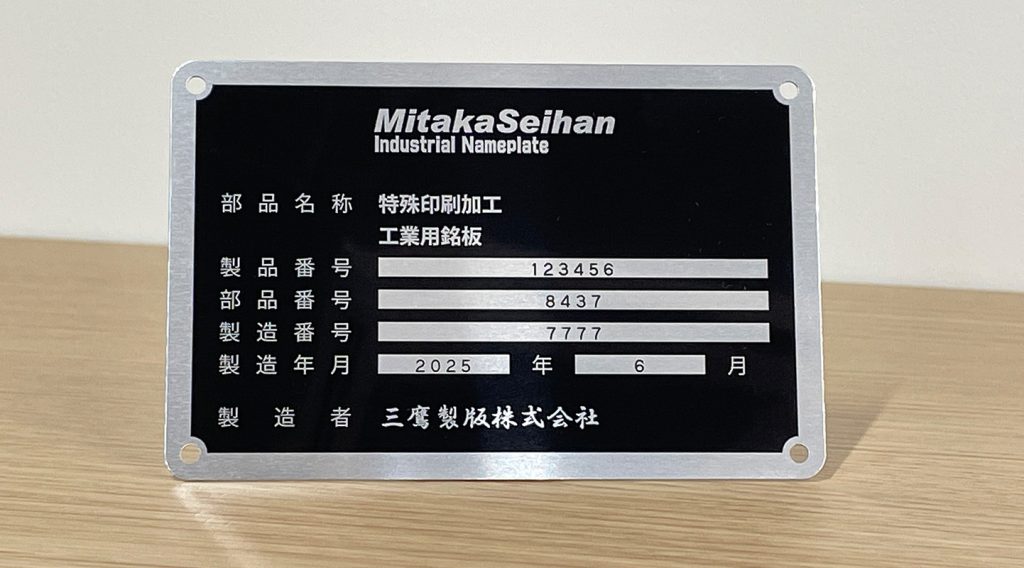 MitakaSeihan
Industrial Nameplate
部品名称 特殊印刷加工
工業用銘板
製品番号 123456
部品番号 8437
製造番号 7777
製造年月 2025 年 6 月
製造者 三鷹製版株式会社